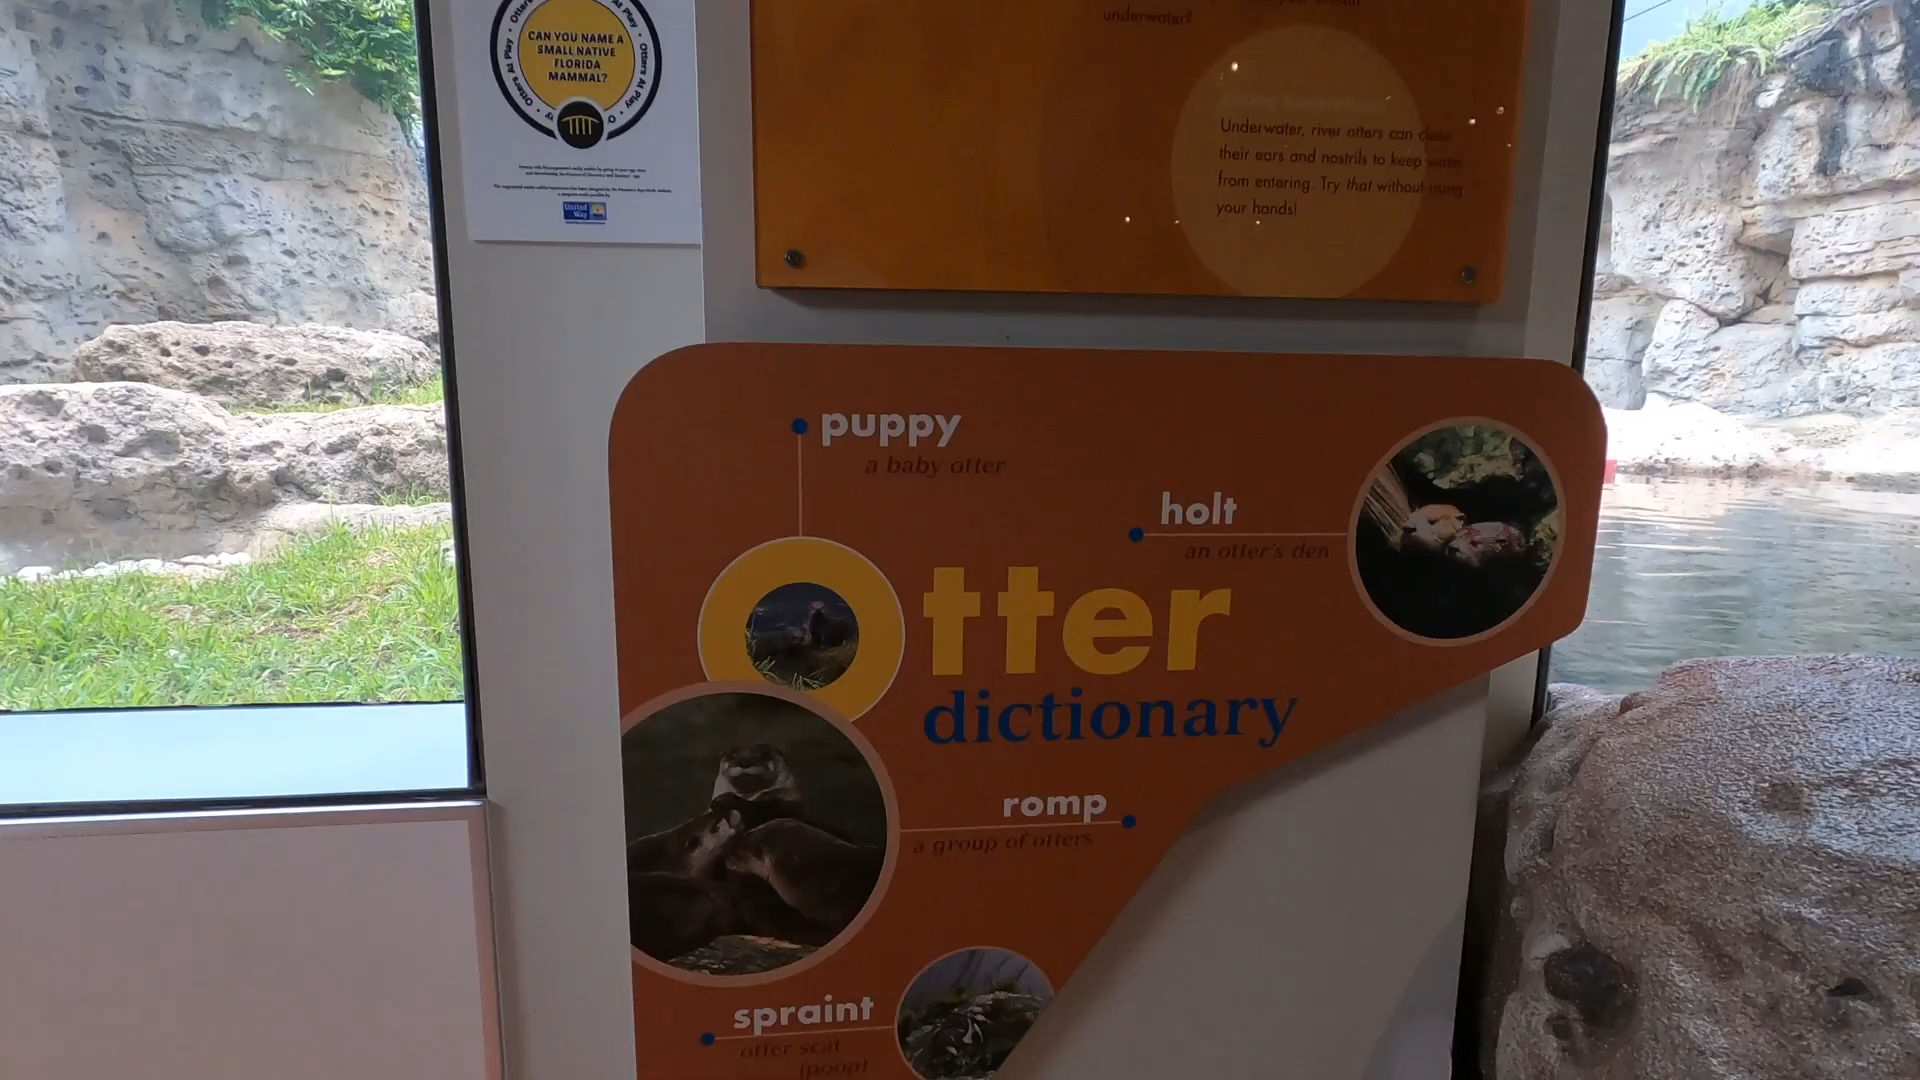 Otters At Play
CAN YOU NAME A
SMALL NATIVE
FLORIDA
MAMMAL?
United
Way
underwater?
Underwater, river otters can close
their ears and nostrils to keep water
from entering. Try that without using
your hands!
puppy
a baby otter
holt
an otter's den
Otter
dictionary
romp
a group of otters
spraint
otter scat
(poop)